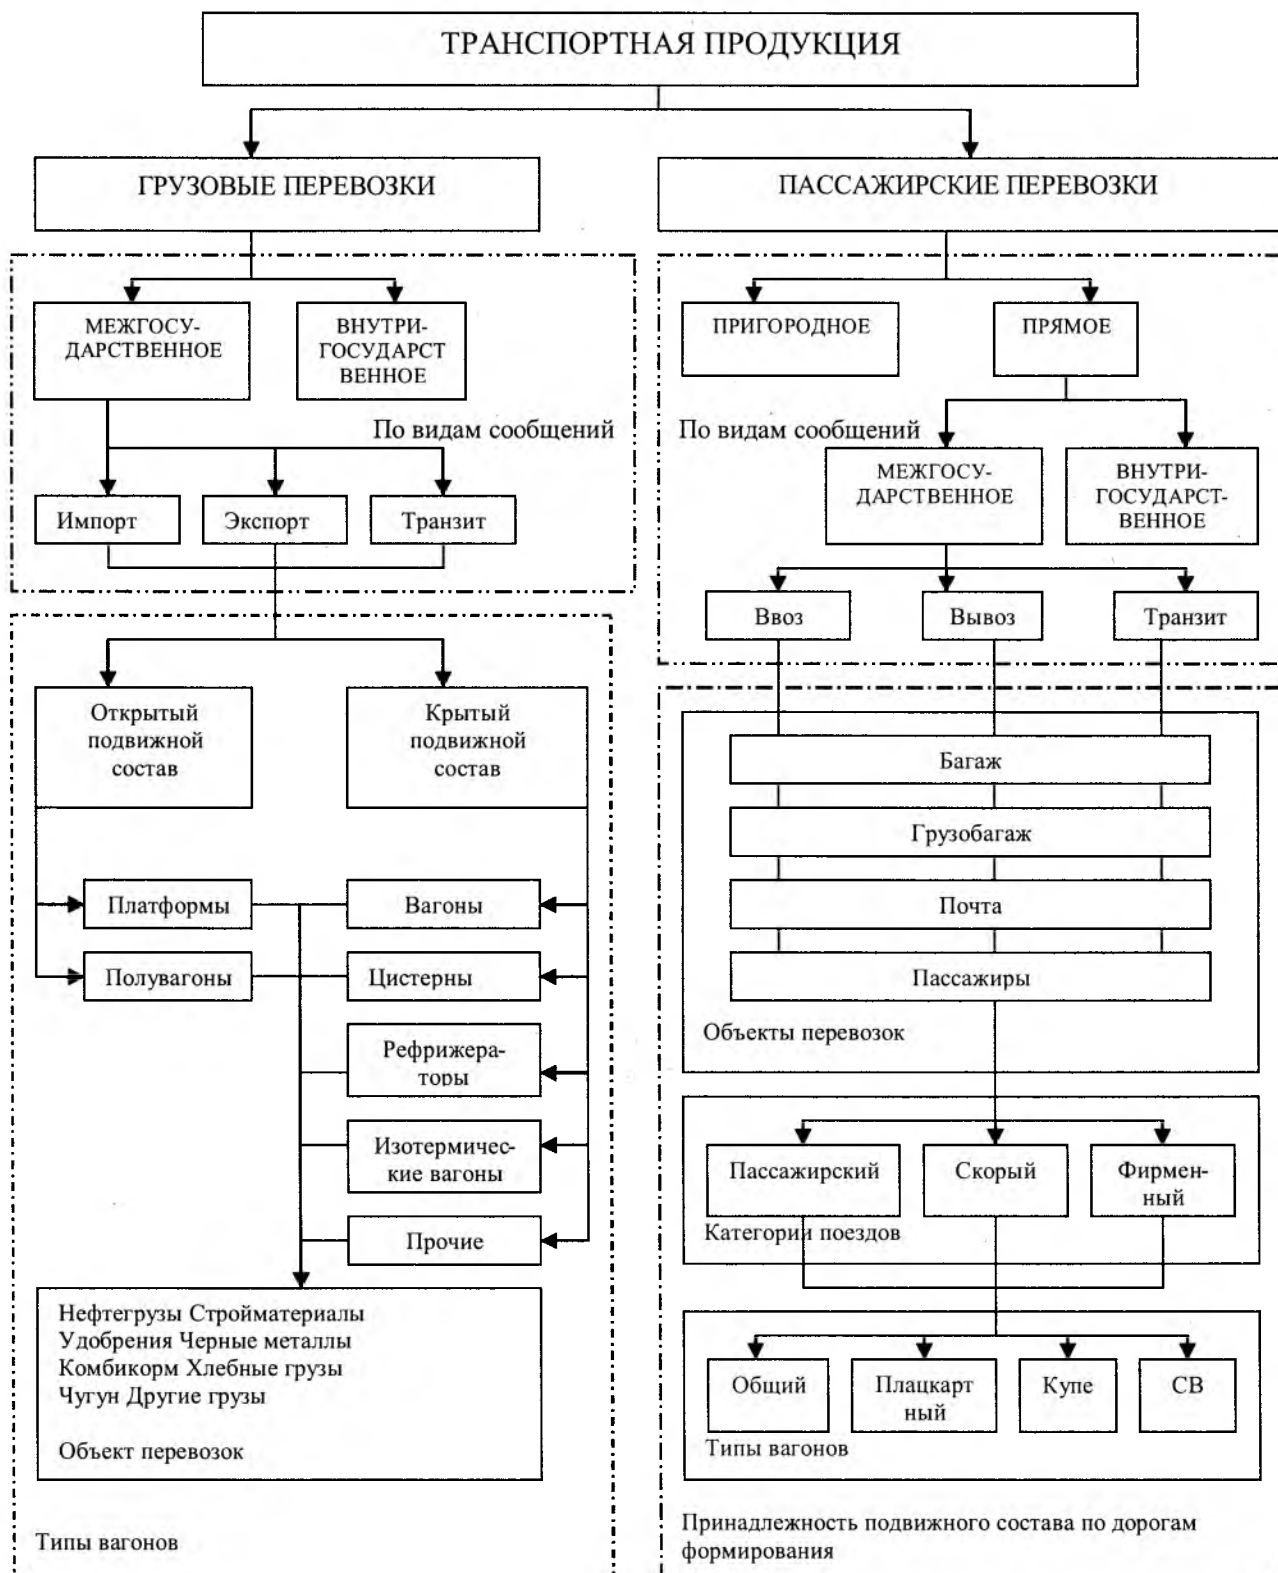 ТРАНСПОРТНАЯ ПРОДУКЦИЯ
ГРУЗОВЫЕ ПЕРЕВОЗКИ
ПАССАЖИРСКИЕ ПЕРЕВОЗКИ
МЕЖГОСУ-
ДАРСТВЕННОЕ
ВНУТРИ-
ГОСУДАРСТ
ВЕННОЕ
По видам сообщений
Импорт
Экспорт
Транзит
ПРИГОРОДНОЕ
ПРЯМОЕ
По видам сообщений
МЕЖГОСУ-
ДАРСТВЕННОЕ
ВНУТРИ-
ГОСУДАРСТ-
ВЕННОЕ
Ввоз
Вывоз
Транзит
Открытый
подвижной
состав
Крытый
подвижной
состав
Платформы
Вагоны
Полувагоны
Цистерны
Рефрижера-
торы
Изотермичес-
кие вагоны
Прочие
Нефтегрузы Стройматериалы
Удобрения Черные металлы
Комбикорм Хлебные грузы
Чугун Другие грузы
Объект перевозок
Типы вагонов
Багаж
Грузобагаж
Почта
Пассажиры
Объекты перевозок
Пассажирский
Скорый
Фирмен-
ный
Категории поездов
Общий
Плацкарт
ный
Купе
СВ
Типы вагонов
Принадлежность подвижного состава по дорогам
формирования